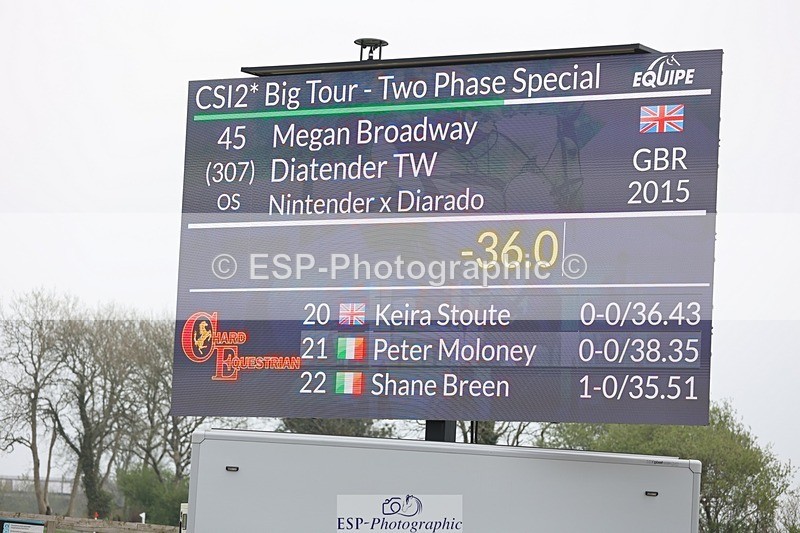 CSI2* Big Tour - Two Phase Special
EQUIPE
45 Megan Broadway
(307) Diatender TW GBR
OS Nintender x Diarado 2015
-36.0
© ESP-Photographic ©
20 Keira Stoute 0-0/36.43
21 Peter Moloney 0-0/38.35
22 Shane Breen 1-0/35.51
CHARD
EQUESTRIAN
ESP-Photographic